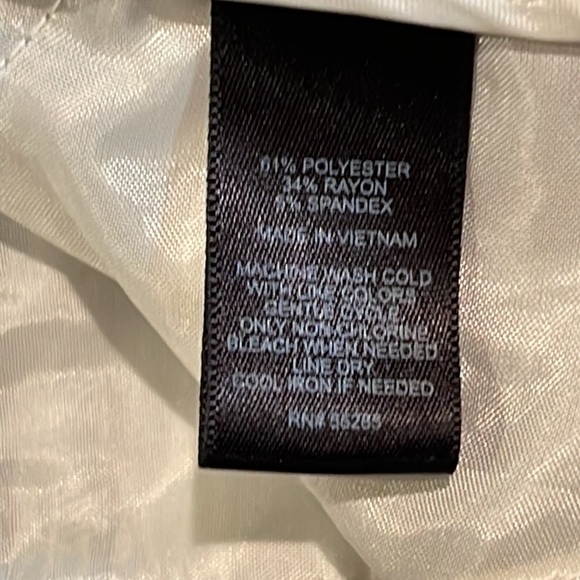 61% POLYESTER
34% RAYON
5% SPANDEX
MADE IN VIETNAM
MACHINE WASH COLD
WITH LIKE COLORS
GENTLE CYCLE
ONLY NON-CHLORINE
BLEACH WHEN NEEDED
LINE DRY
COOL IRON IF NEEDED
RN#